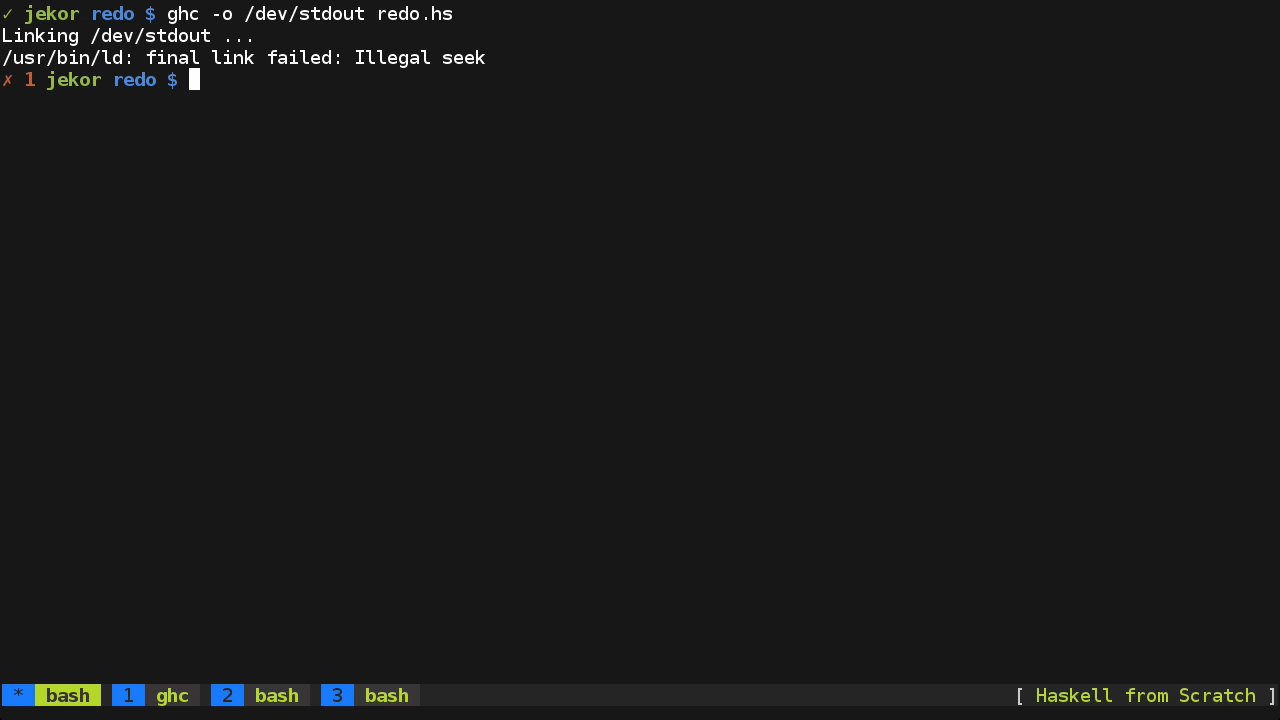 ✓ jekor redo $ ghc -o /dev/stdout redo.hs
Linking /dev/stdout ...
/usr/bin/ld: final link failed: Illegal seek
✗ 1 jekor redo $
* bash 1 ghc 2 bash 3 bash [ Haskell from Scratch ]